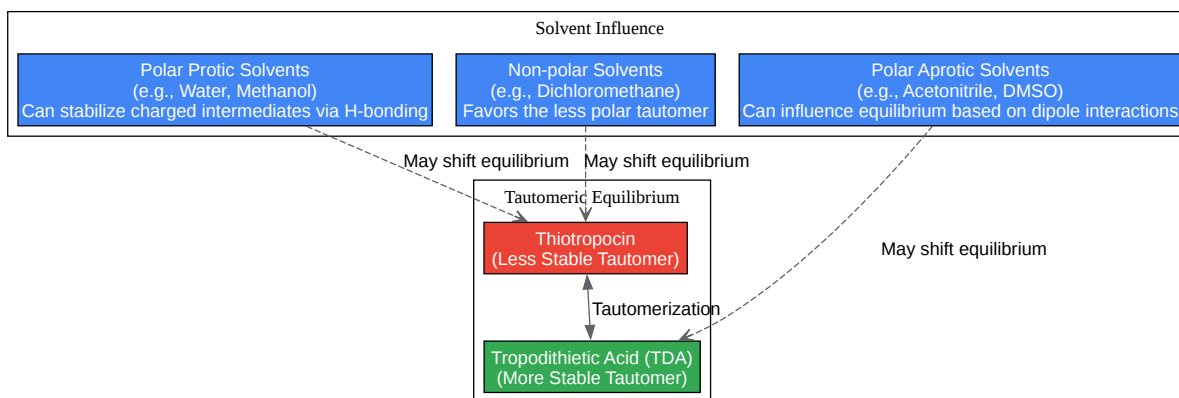 Solvent Influence
Polar Protic Solvents
(e.g., Water, Methanol)
Can stabilize charged intermediates via H-bonding
Non-polar Solvents
(e.g., Dichloromethane)
Favors the less polar tautomer
Polar Aprotic Solvents
(e.g., Acetonitrile, DMSO)
Can influence equilibrium based on dipole interactions
May shift equilibrium
May shift equilibrium
May shift equilibrium
Tautomeric Equilibrium
Thiotropocin
(Less Stable Tautomer)
Tautomerization
Tropodithietic Acid (TDA)
(More Stable Tautomer)